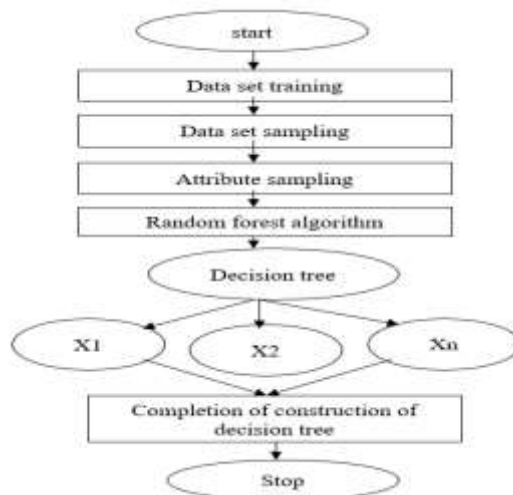 start
Data set training
Data set sampling
Attribute sampling
Random forest algorithm
Decision tree
X1
X2
Xn
Completion of construction of
decision tree
Stop